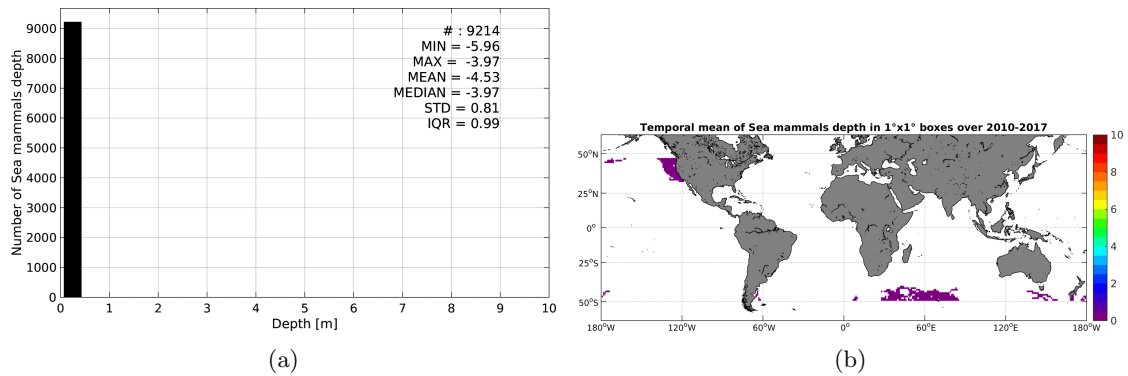 9000
8000
7000
6000
5000
4000
3000
2000
1000
0
Number of Sea mammals depth
# : 9214
MIN = -5.96
MAX = -3.97
MEAN = -4.53
MEDIAN = -3.97
STD = 0.81
IQR = 0.99
0 1 2 3 4 5 6 7 8 9 10
Depth [m]
(a)
Temporal mean of Sea mammals depth in 1°x1° boxes over 2010-2017
50°N
25°N
0°
25°S
50°S
180°W 120°W 60°W 0° 60°E 120°E 180°W
10
8
6
4
2
0
(b)